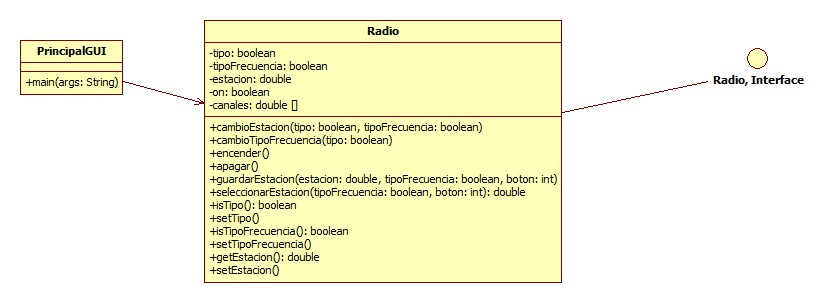 PrincipalGUI
+main(args: String)
Radio
-tipo: boolean
-tipoFrecuencia: boolean
-estacion: double
-on: boolean
-canales: double []
+cambioEstacion(tipo: boolean, tipoFrecuencia: boolean)
+cambioTipoFrecuencia(tipo: boolean)
+encender()
+apagar()
+guardarEstacion(estacion: double, tipoFrecuencia: boolean, boton: int)
+seleccionarEstacion(tipoFrecuencia: boolean, boton: int): double
+isTipo(): boolean
+setTipo()
+isTipoFrecuencia(): boolean
+setTipoFrecuencia()
+getEstacion(): double
+setEstacion()
Radio, Interface